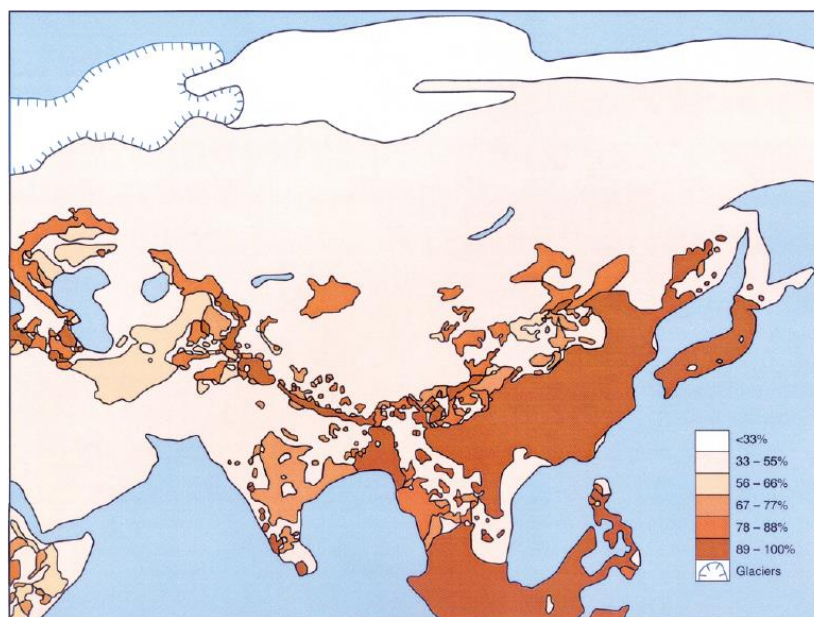 <33%
33 – 55%
56 – 66%
67 – 77%
78 – 88%
89 – 100%
Glaciers